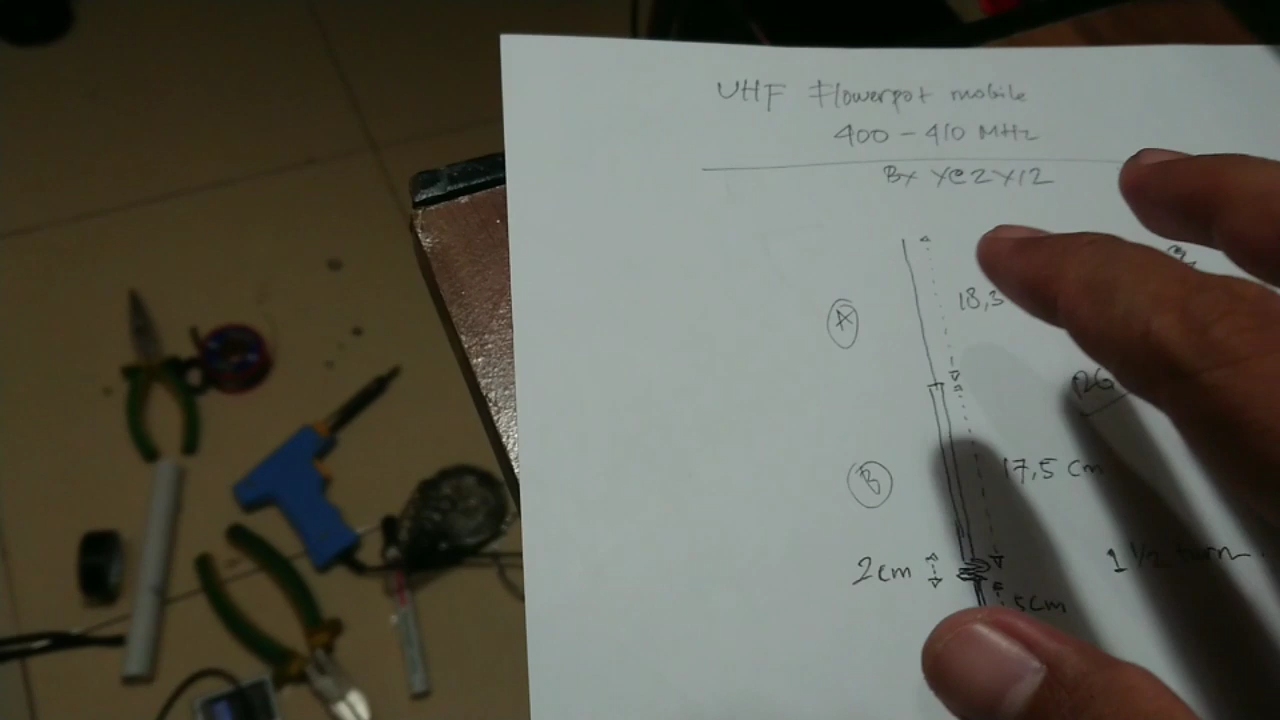 UHF Flowerpot mobile
400 - 410 MHz
By YC2YIZ
A
18,3
RG
B
17,5 cm
2cm
1 1/2 turn
5cm